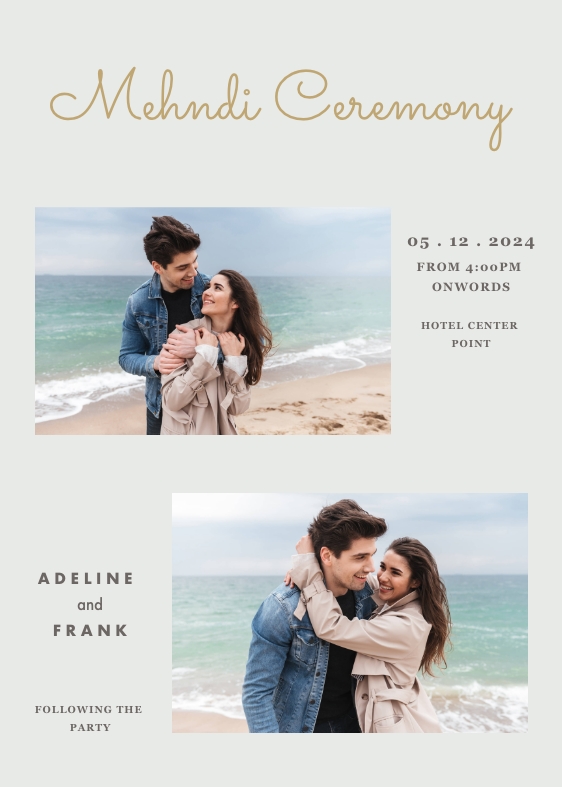 Mehndi Ceremony
05 . 12 . 2024
FROM 4:00PM
ONWORDS
HOTEL CENTER
POINT
ADELINE
and
FRANK
FOLLOWING THE
PARTY